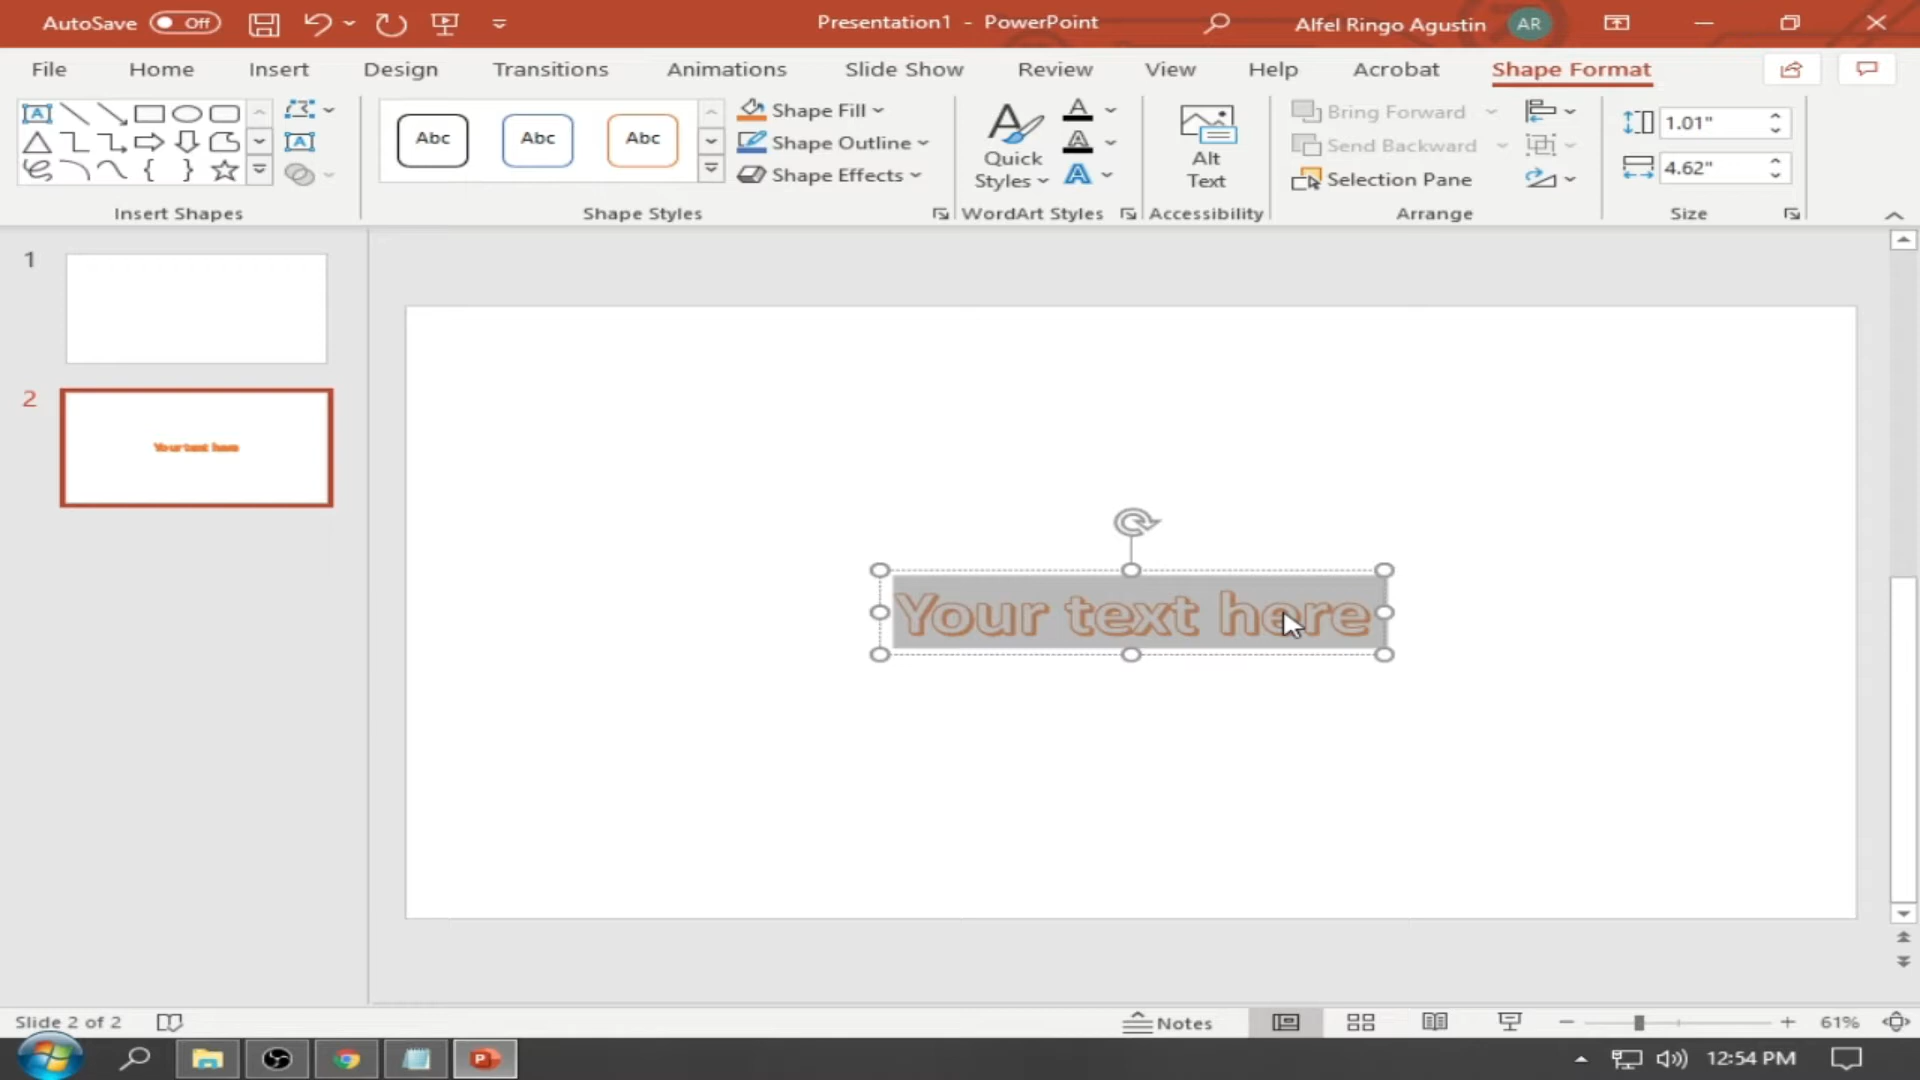 AutoSave Off
Presentation1 - PowerPoint
Alfel Ringo Agustin AR
File Home Insert Design Transitions Animations Slide Show Review View Help Acrobat Shape Format
Abc Abc Abc
Shape Fill
Shape Outline
Shape Effects
Quick
Styles
A
A
A
Alt
Text
Bring Forward
Send Backward
Selection Pane
1.01"
4.62"
Insert Shapes Shape Styles WordArt Styles Accessibility Arrange Size
1
2
Your text here
Your text here
Slide 2 of 2
Notes
61%
12:54 PM